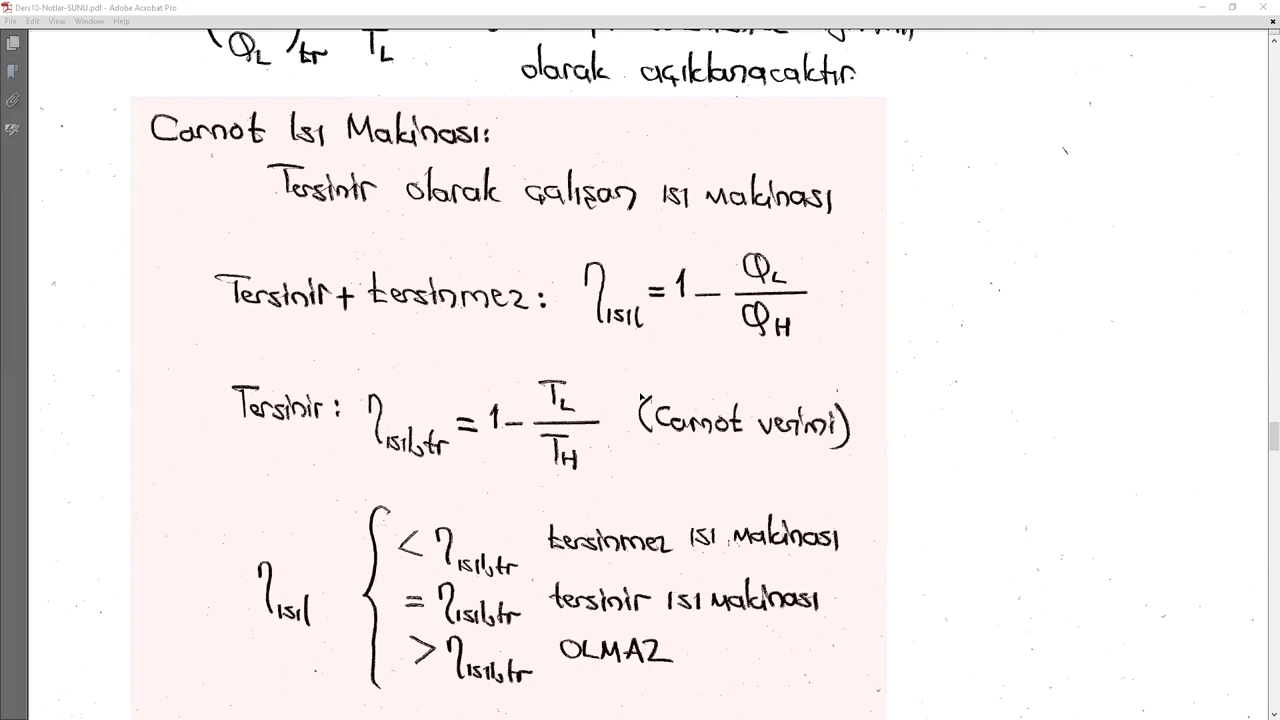 Ders10-Notlar-SUNU.pdf - Adobe Acrobat Pro
File Edit View Window Help
(Q_L)tr T_L
olarak açıklanacaktır.
Carnot Isı Makinası:
Tersinir olarak çalışan ısı makinası
Tersinir + tersinmez: η_ısıl = 1 - Q_L / Q_H
Tersinir: η_ısıl,tr = 1 - T_L / T_H (Carnot verimi)
η_ısıl { < η_ısıl,tr tersinmez ısı makinası
= η_ısıl,tr tersinir ısı makinası
> η_ısıl,tr OLMAZ